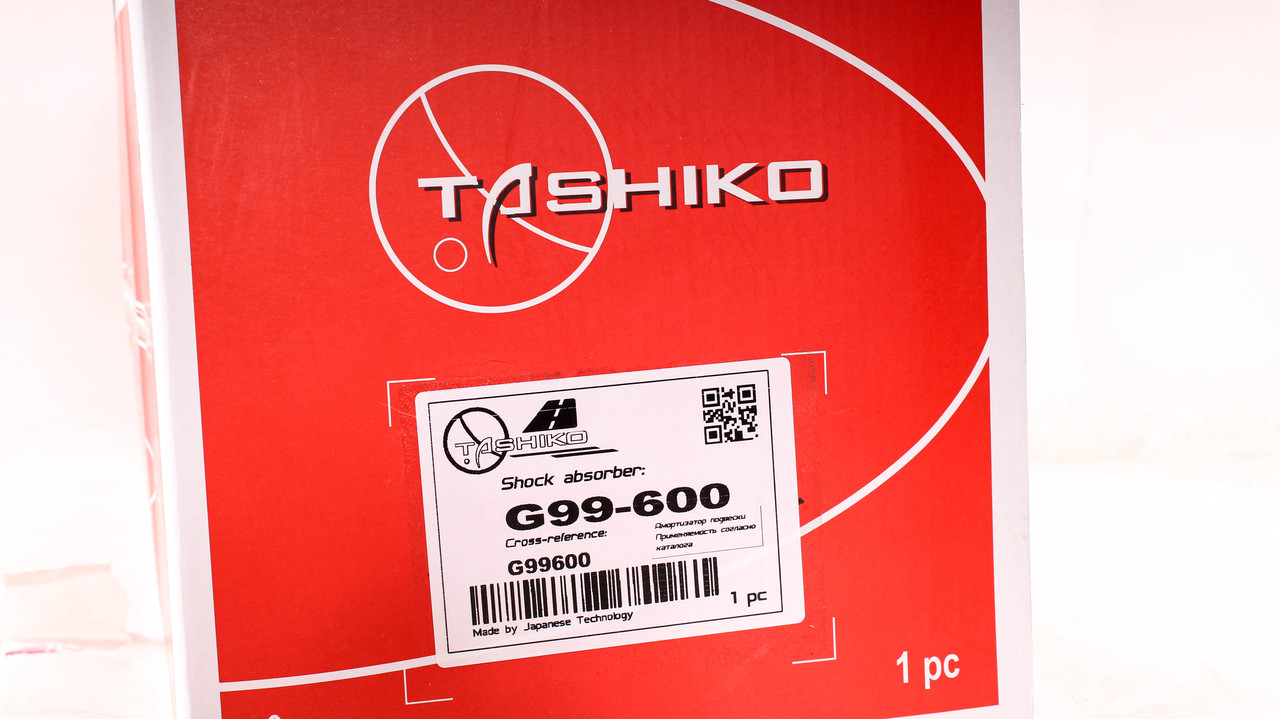 TASHIKO
TASHIKO
Shock absorber:
G99-600
Cross-reference:
Амортизатор подвески
Применяемость согласно
каталога
G99600
1 pc
Made by Japanese Technology
1 pc